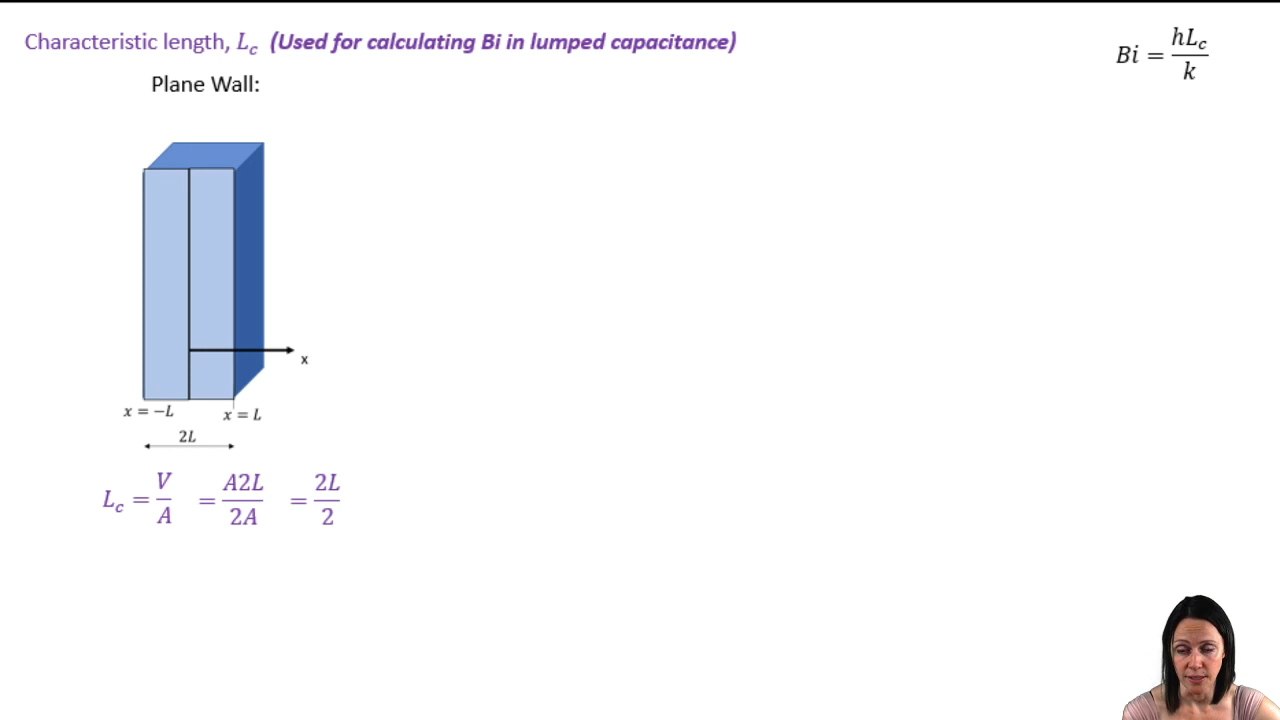 Characteristic length, L_c (Used for calculating Bi in lumped capacitance)
Bi = hL_c / k
Plane Wall:
x
x = −L
x = L
2L
L_c = V/A = A2L/2A = 2L/2